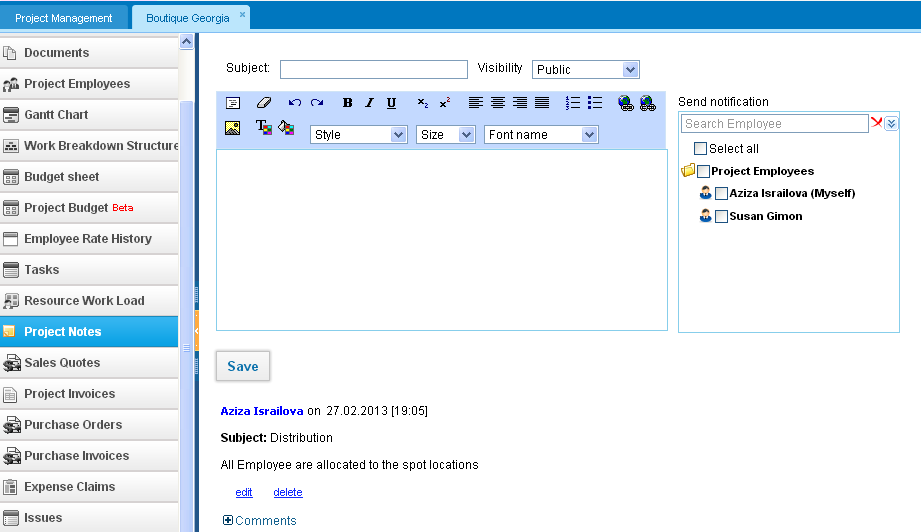 Project Management
Boutique Georgia
Documents
Project Employees
Gantt Chart
Work Breakdown Structure
Budget sheet
Project Budget Beta
Employee Rate History
Tasks
Resource Work Load
Project Notes
Sales Quotes
Project Invoices
Purchase Orders
Purchase Invoices
Expense Claims
Issues
Subject: Visibility Public
B I U x2 x2
Style Size Font name
Send notification
Search Employee
Select all
Project Employees
Aziza Israilova (Myself)
Susan Gimon
Save
Aziza Israilova on 27.02.2013 [19:05]
Subject: Distribution
All Employee are allocated to the spot locations
edit delete
Comments